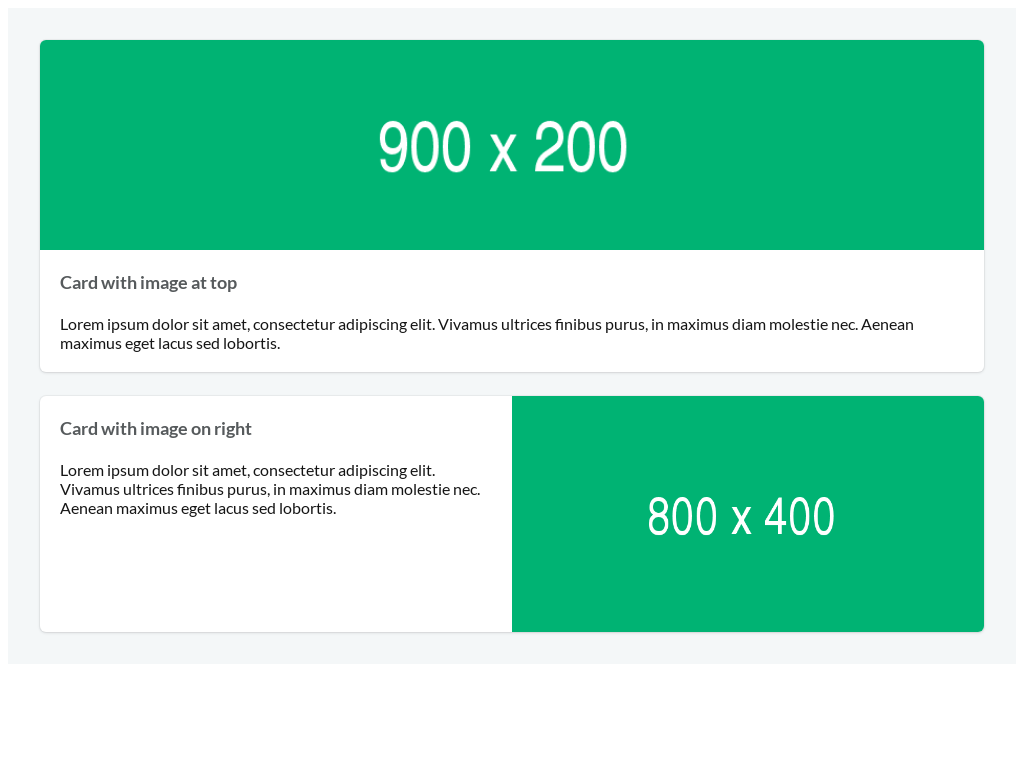 900 x 200
Card with image at top
Lorem ipsum dolor sit amet, consectetur adipiscing elit. Vivamus ultrices finibus purus, in maximus diam molestie nec. Aenean
maximus eget lacus sed lobortis.
Card with image on right
Lorem ipsum dolor sit amet, consectetur adipiscing elit.
Vivamus ultrices finibus purus, in maximus diam molestie nec.
Aenean maximus eget lacus sed lobortis.
800 x 400